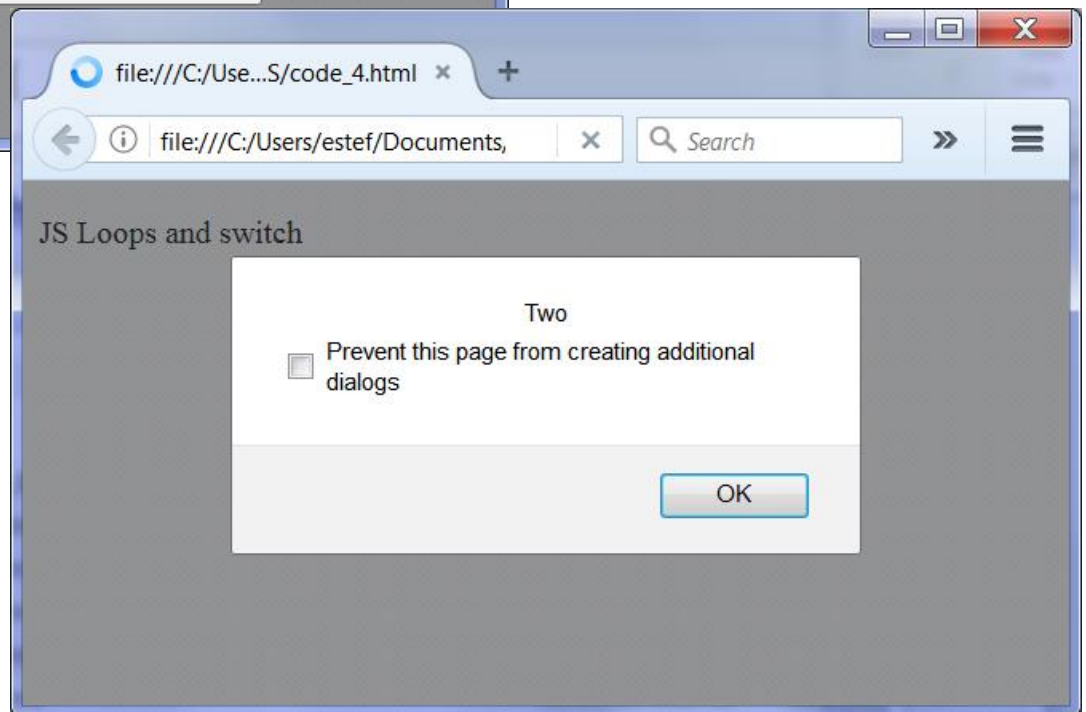 file:///C:/Use...S/code_4.html
file:///C:/Users/estef/Documents,
Search
JS Loops and switch
Two
Prevent this page from creating additional
dialogs
OK